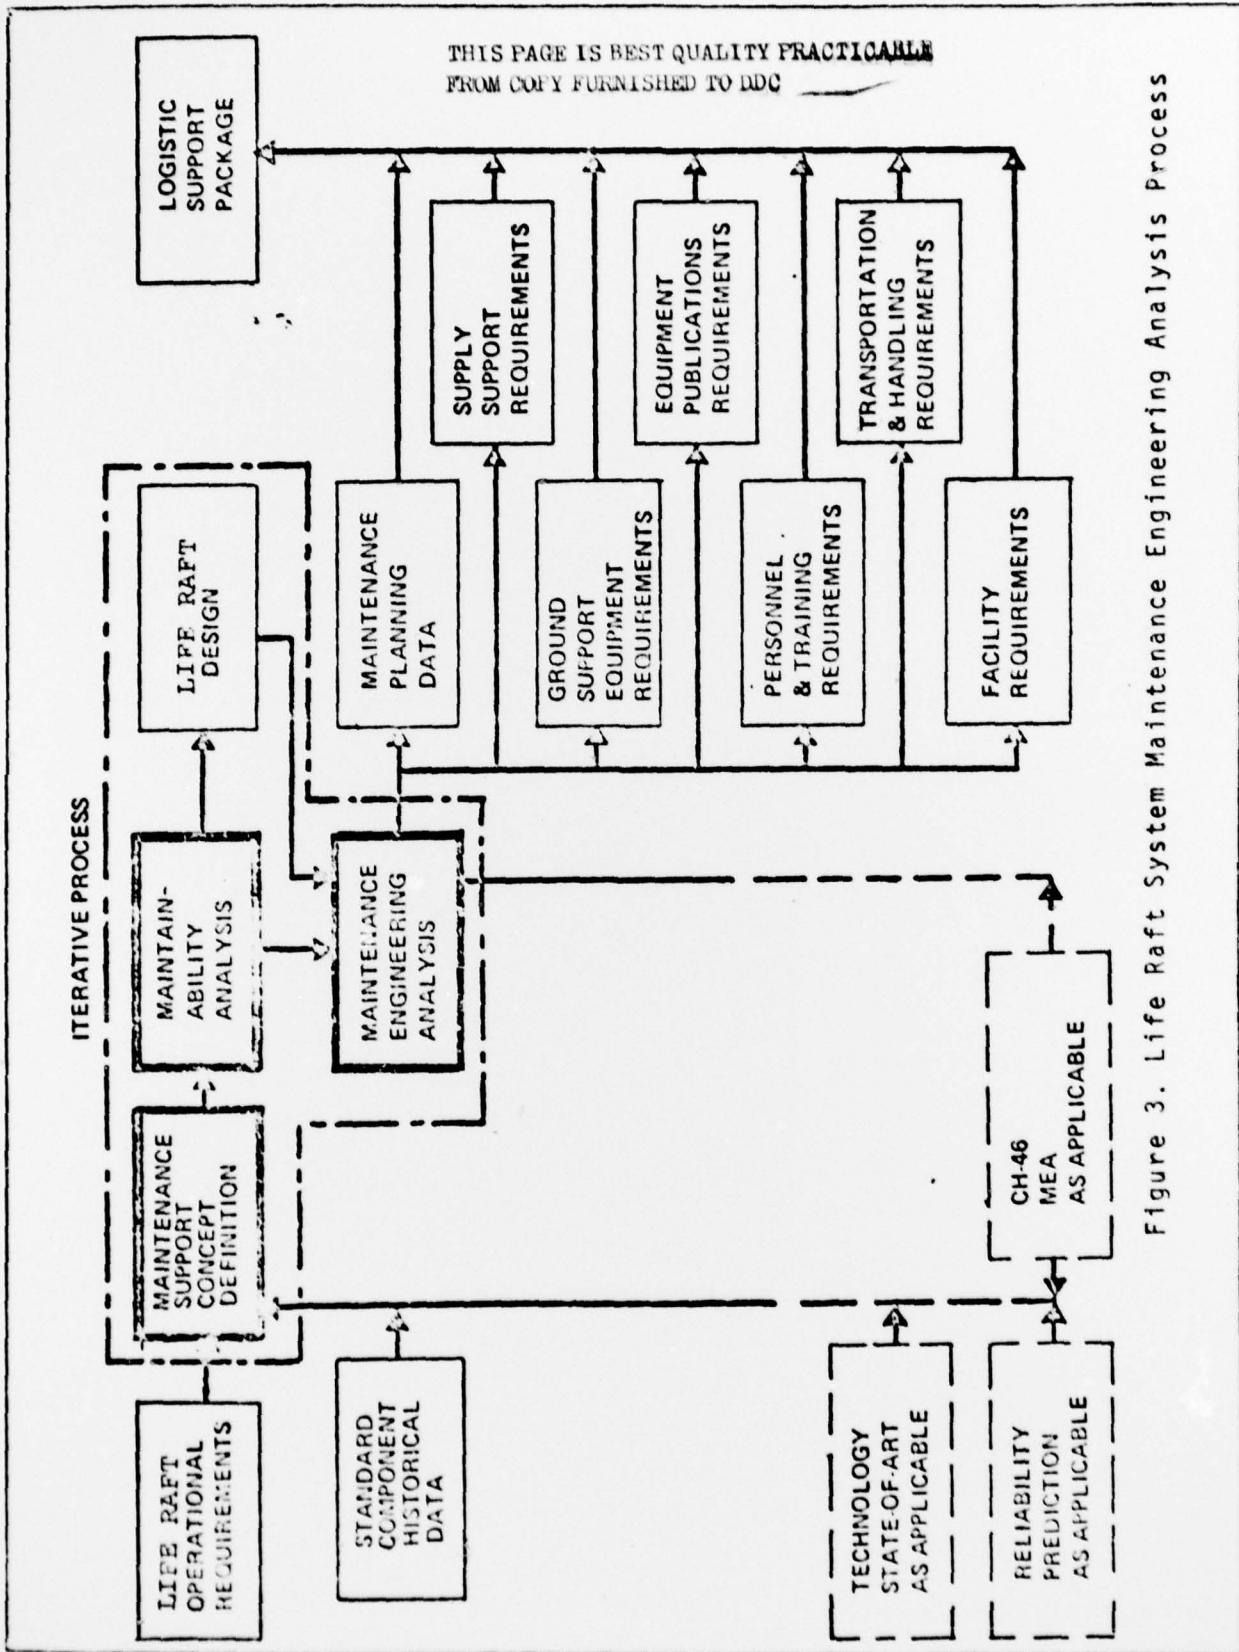 THIS PAGE IS BEST QUALITY PRACTICABLE
FROM COPY FURNISHED TO DDC
ITERATIVE PROCESS
LIFE RAFT
OPERATIONAL
REQUIREMENTS
MAINTENANCE
SUPPORT
CONCEPT
DEFINITION
MAINTAIN-
ABILITY
ANALYSIS
LIFE RAFT
DESIGN
LOGISTIC
SUPPORT
PACKAGE
STANDARD
COMPONENT
HISTORICAL
DATA
MAINTENANCE
ENGINEERING
ANALYSIS
MAINTENANCE
PLANNING
DATA
SUPPLY
SUPPORT
REQUIREMENTS
GROUND
SUPPORT
EQUIPMENT
REQUIREMENTS
EQUIPMENT
PUBLICATIONS
REQUIREMENTS
PERSONNEL
& TRAINING
REQUIREMENTS
TRANSPORTATION
& HANDLING
REQUIREMENTS
FACILITY
REQUIREMENTS
TECHNOLOGY
STATE-OF-ART
AS APPLICABLE
RELIABILITY
PREDICTION
AS APPLICABLE
CH-46
MEA
AS APPLICABLE
Figure 3. Life Raft System Maintenance Engineering Analysis Process